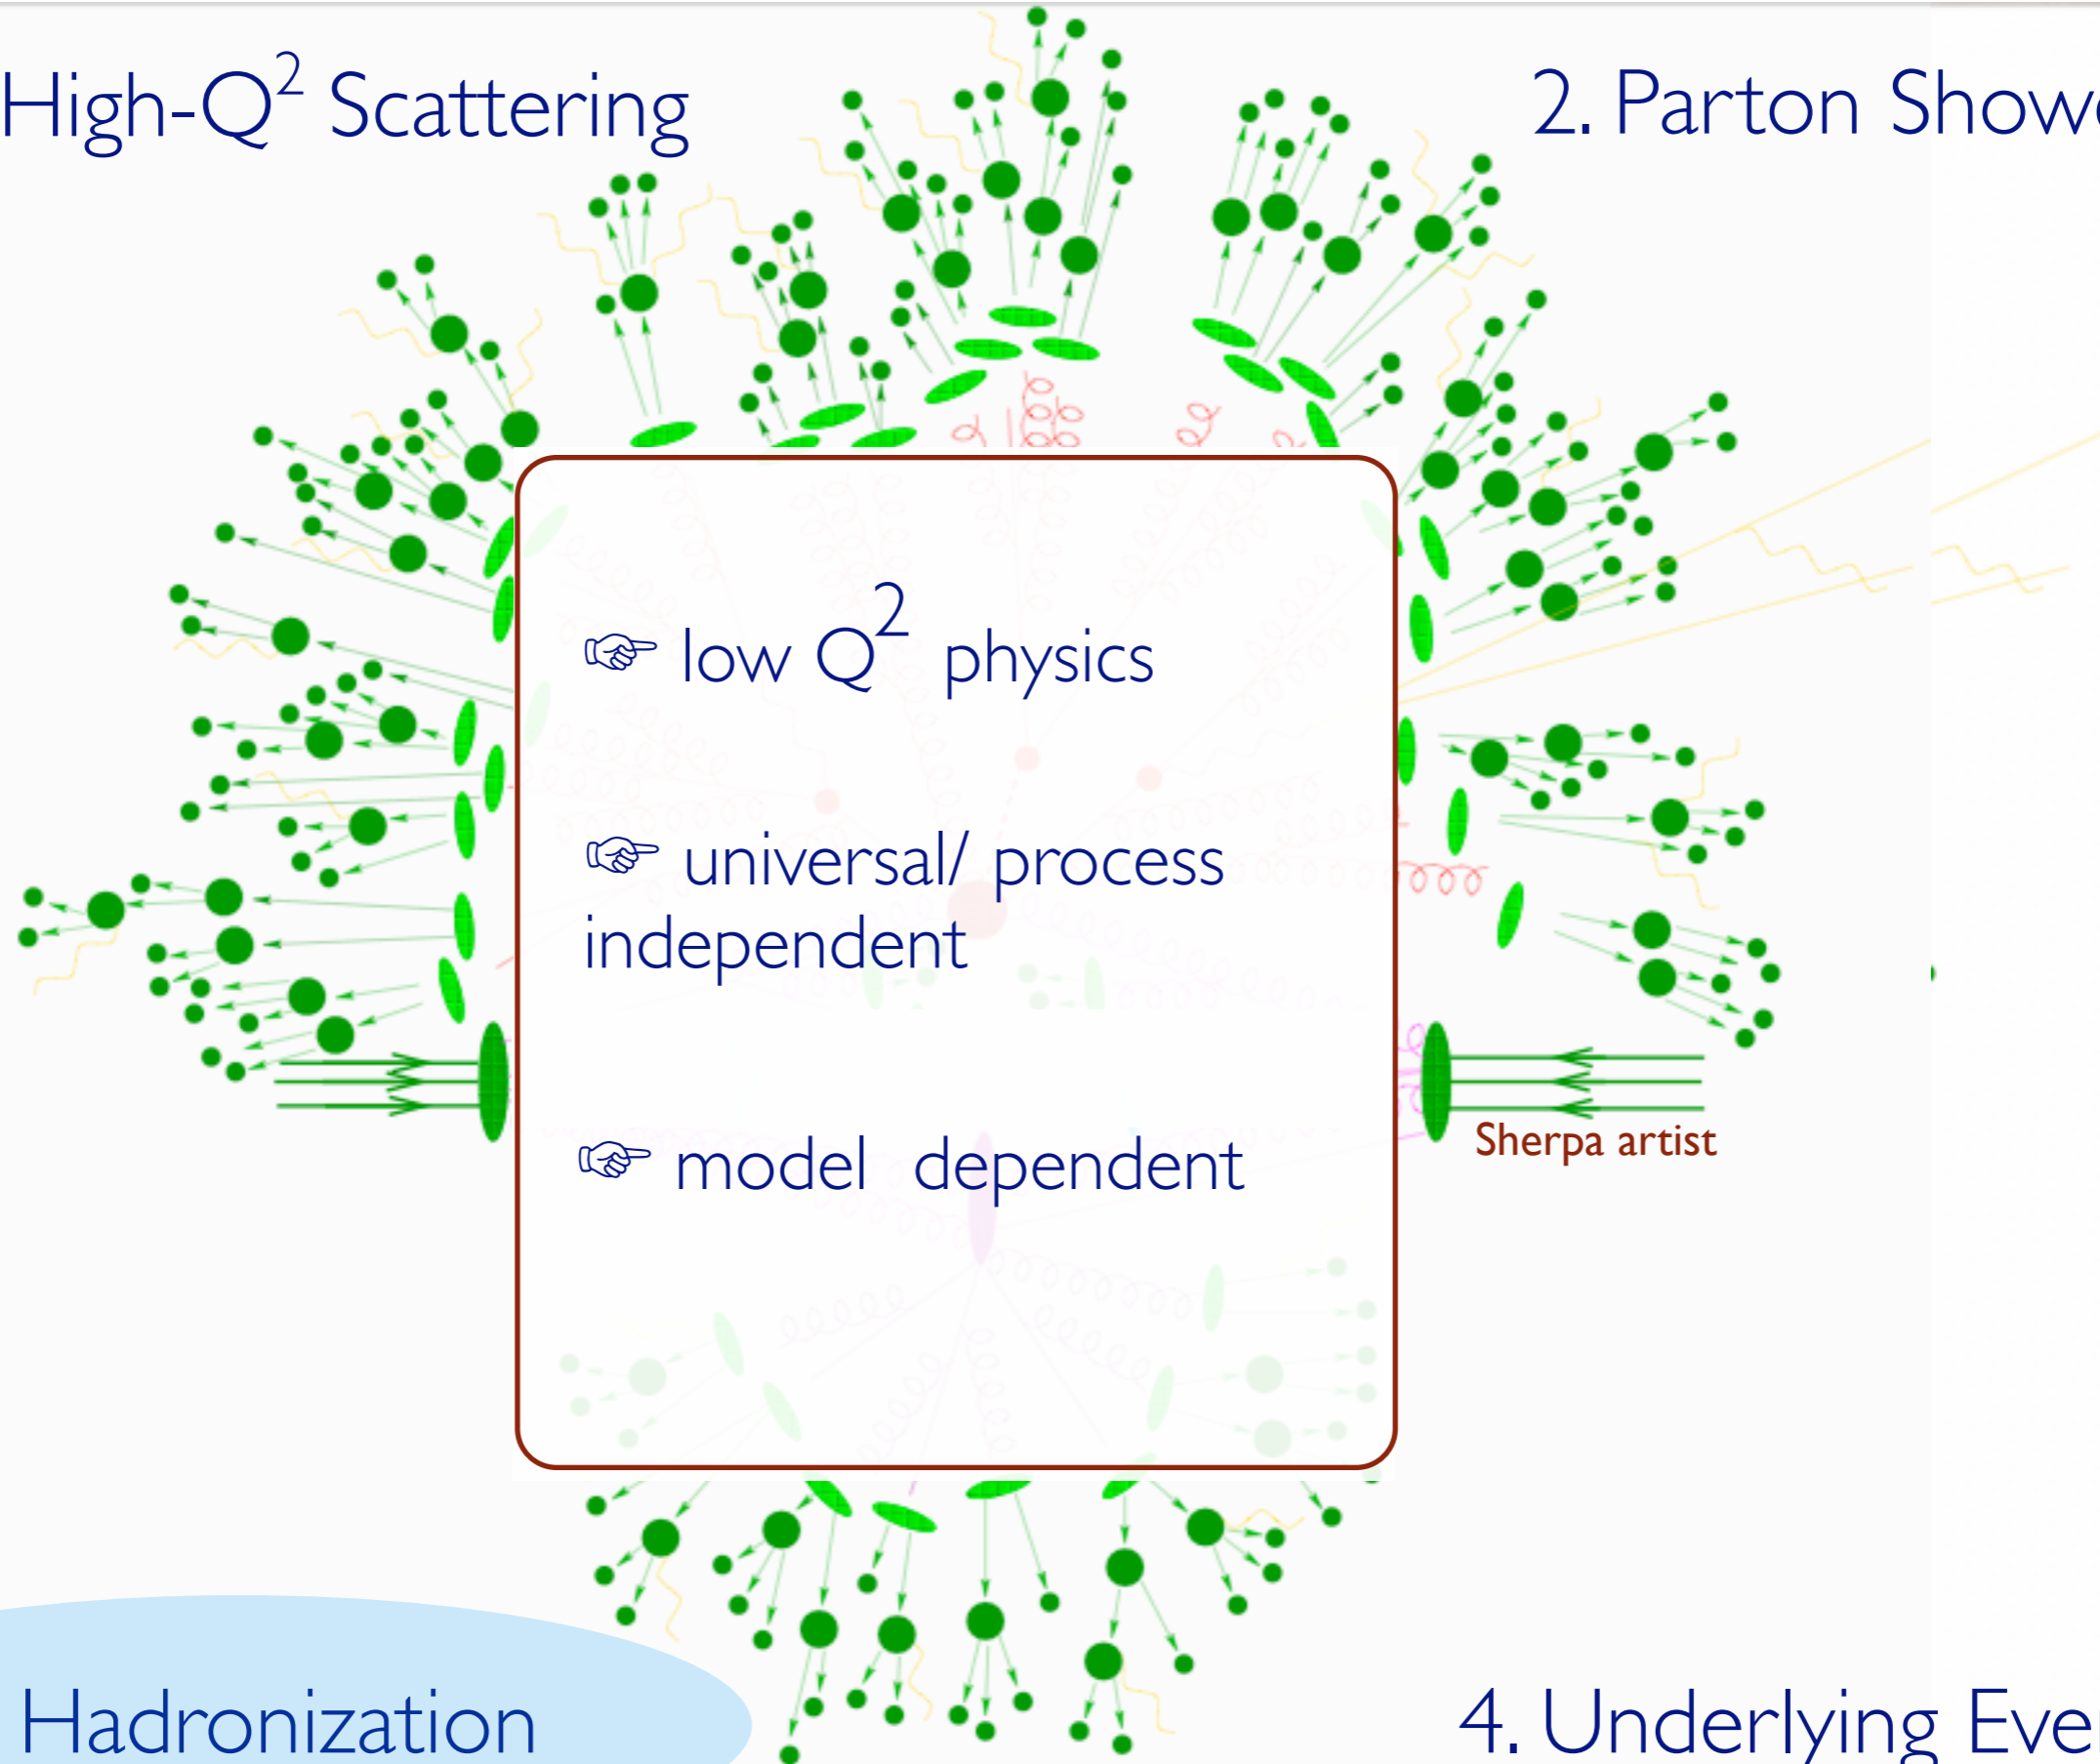 High-Q² Scattering
2. Parton Showe
☞ low Q² physics
☞ universal/ process
independent
☞ model dependent
Sherpa artist
Hadronization
4. Underlying Eve